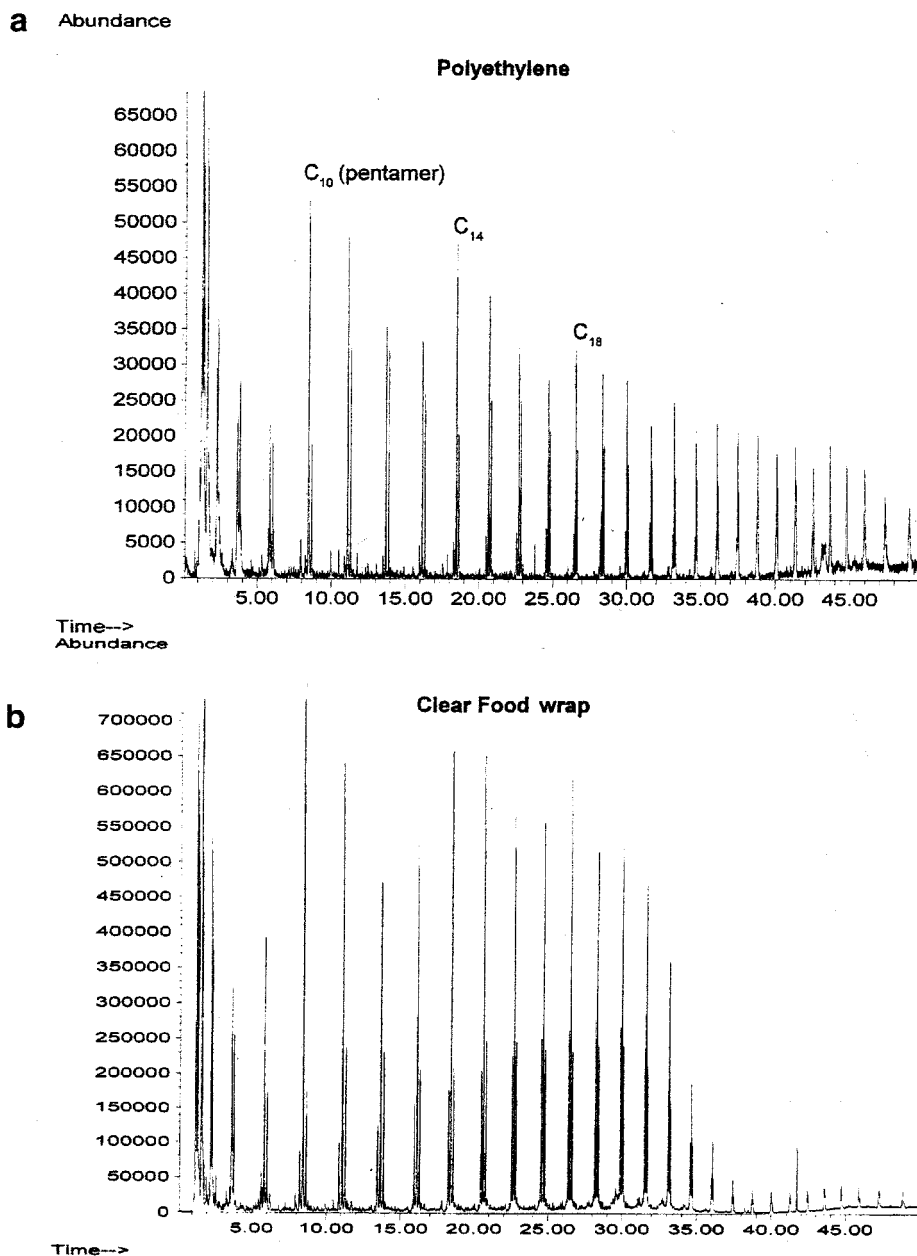 a Abundance
Polyethylene
65000
60000
55000
50000
45000
40000
35000
30000
25000
20000
15000
10000
5000
0
C10 (pentamer)
C14
C18
5.00 10.00 15.00 20.00 25.00 30.00 35.00 40.00 45.00
Time-->
Abundance
b
Clear Food wrap
700000
650000
600000
550000
500000
450000
400000
350000
300000
250000
200000
150000
100000
50000
0
5.00 10.00 15.00 20.00 25.00 30.00 35.00 40.00 45.00
Time-->